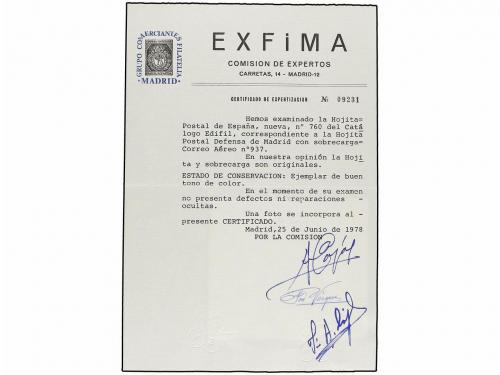 GRUPO COMERCIANTES FILATELIA
MADRID
EXFiMA
COMISION DE EXPERTOS
CARRETAS, 14 - MADRID-12
CERTIFICADO DE EXPERTIZACION № 09231
Hemos examinado la Hojita=
Postal de España, nueva, nº 760 del Catá
logo Edifil, correspondiente a la Hojita
Postal Defensa de Madrid con sobrecarga=
Correo Aéreo nº937.
En nuestra opinión la Hoji
ta y sobrecarga son originales.
ESTADO DE CONSERVACION: Ejemplar de buen
tono de color.
En el momento de su examen
no presenta defectos ni reparaciones -
ocultas.
Una foto se incorpora al -
presente CERTIFICADO.
Madrid,25 de Junio de 1978
POR LA COMISION